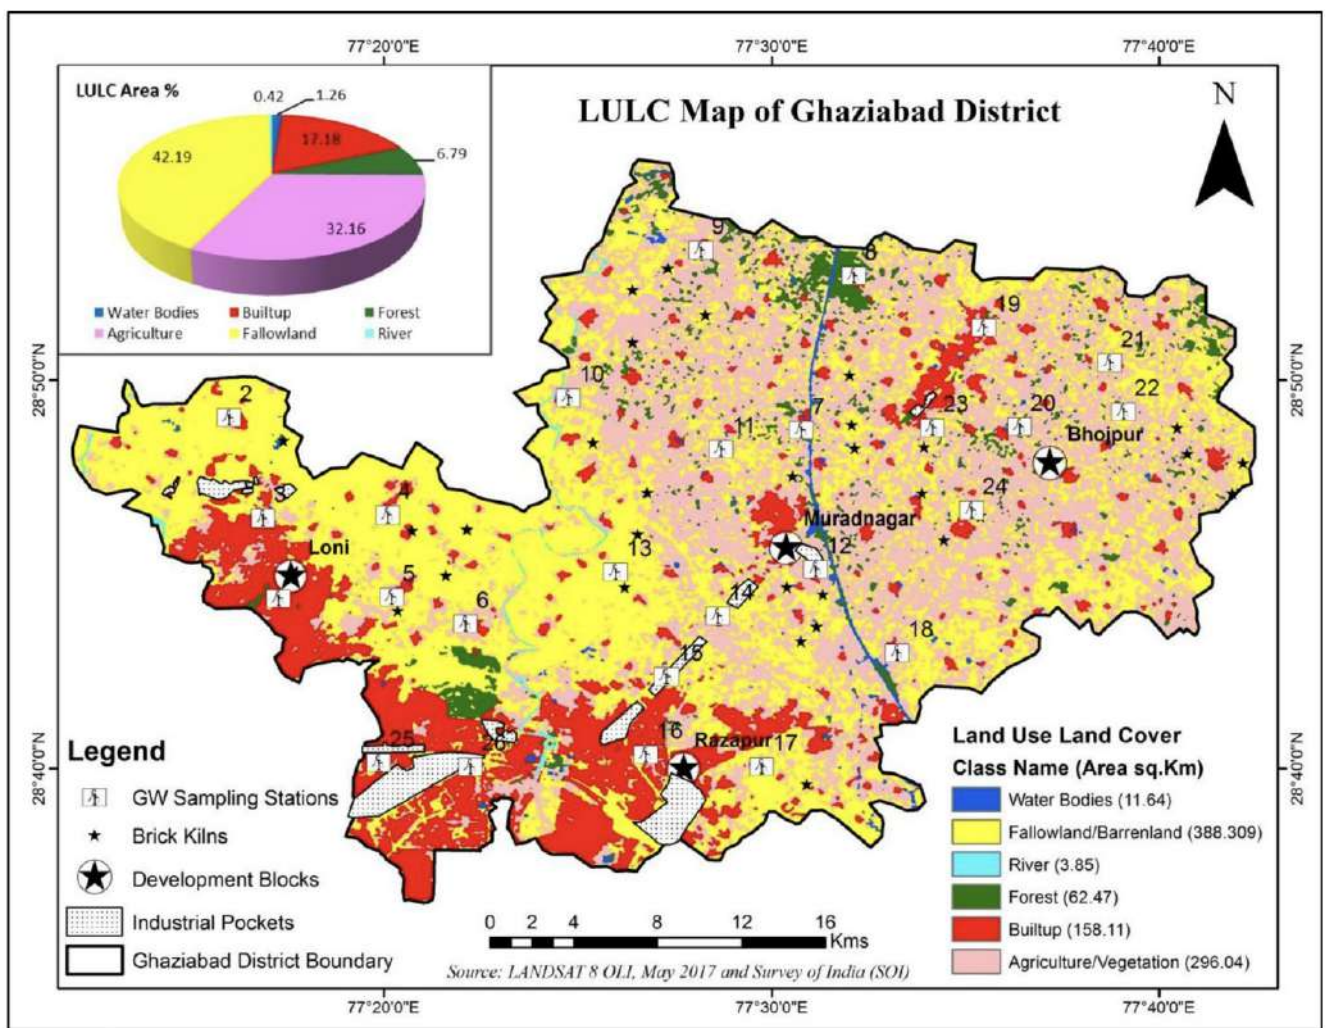 77°20'0"E 77°30'0"E 77°40'0"E
LULC Area %
0.42 1.26
17.18
42.19
6.79
32.16
Water Bodies Builtup Forest
Agriculture Fallowland River
LULC Map of Ghaziabad District
N
28°50'0"N
28°50'0"N
9
8
19
21
10
22
2
7
23
20
11
Bhojpur
3
4
24
Muradnagar
Loni
13
12
5
14
6
18
15
16
Razapur
17
25
26
28°40'0"N
28°40'0"N
Legend
GW Sampling Stations
Brick Kilns
Development Blocks
Industrial Pockets
Ghaziabad District Boundary
0 2 4 8 12 16
Kms
Source: LANDSAT 8 OLI, May 2017 and Survey of India (SOI)
Land Use Land Cover
Class Name (Area sq.Km)
Water Bodies (11.64)
Fallowland/Barrenland (388.309)
River (3.85)
Forest (62.47)
Builtup (158.11)
Agriculture/Vegetation (296.04)
77°20'0"E 77°30'0"E 77°40'0"E